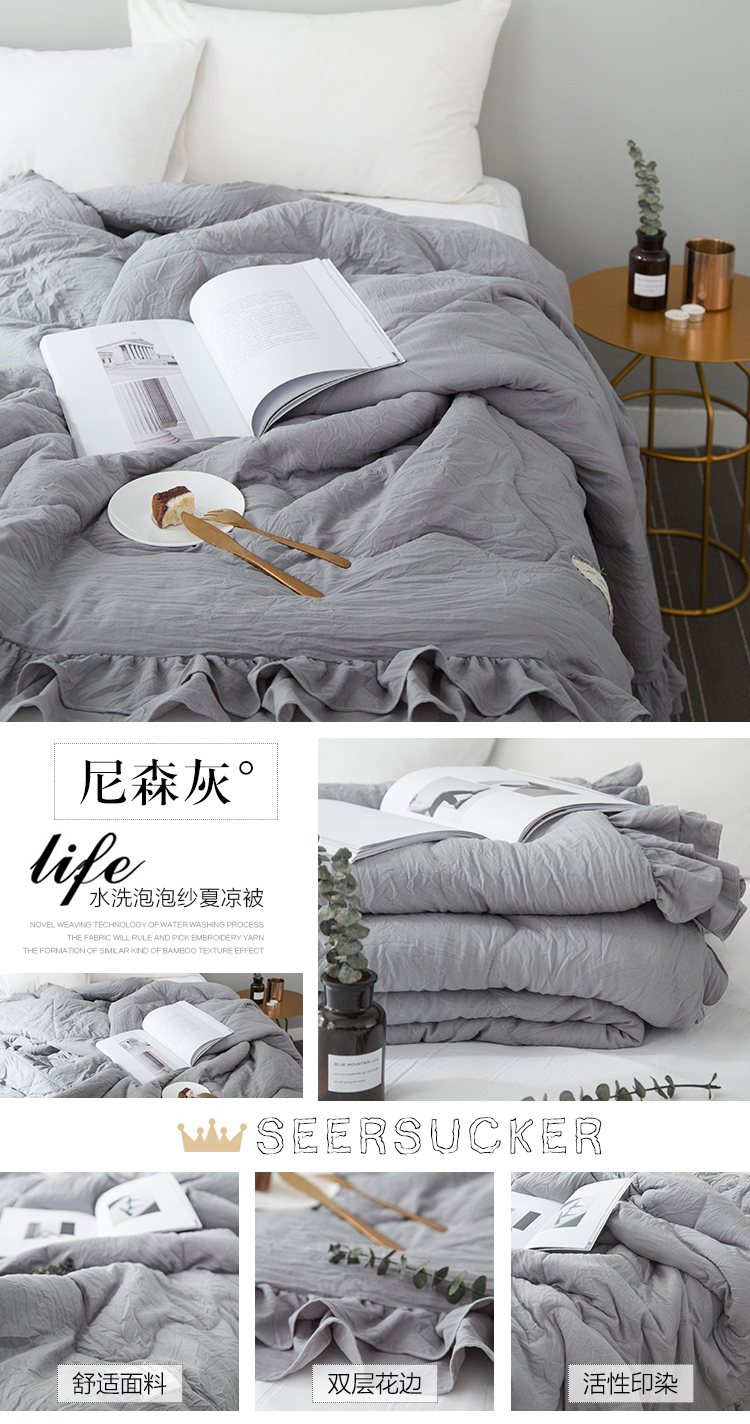 尼森灰°
life
水洗泡泡纱夏凉被
NOVEL WEAVING TECHNOLOGY OF WATER WASHING PROCESS
THE FABRIC WILL RULE AND PICK EMBROIDERY YARN
THE FORMATION OF SIMILAR KIND OF BAMBOO TEXTURE EFFECT
BLUE MOUNTAIN
SEERSUCKER
舒适面料
双层花边
活性印染